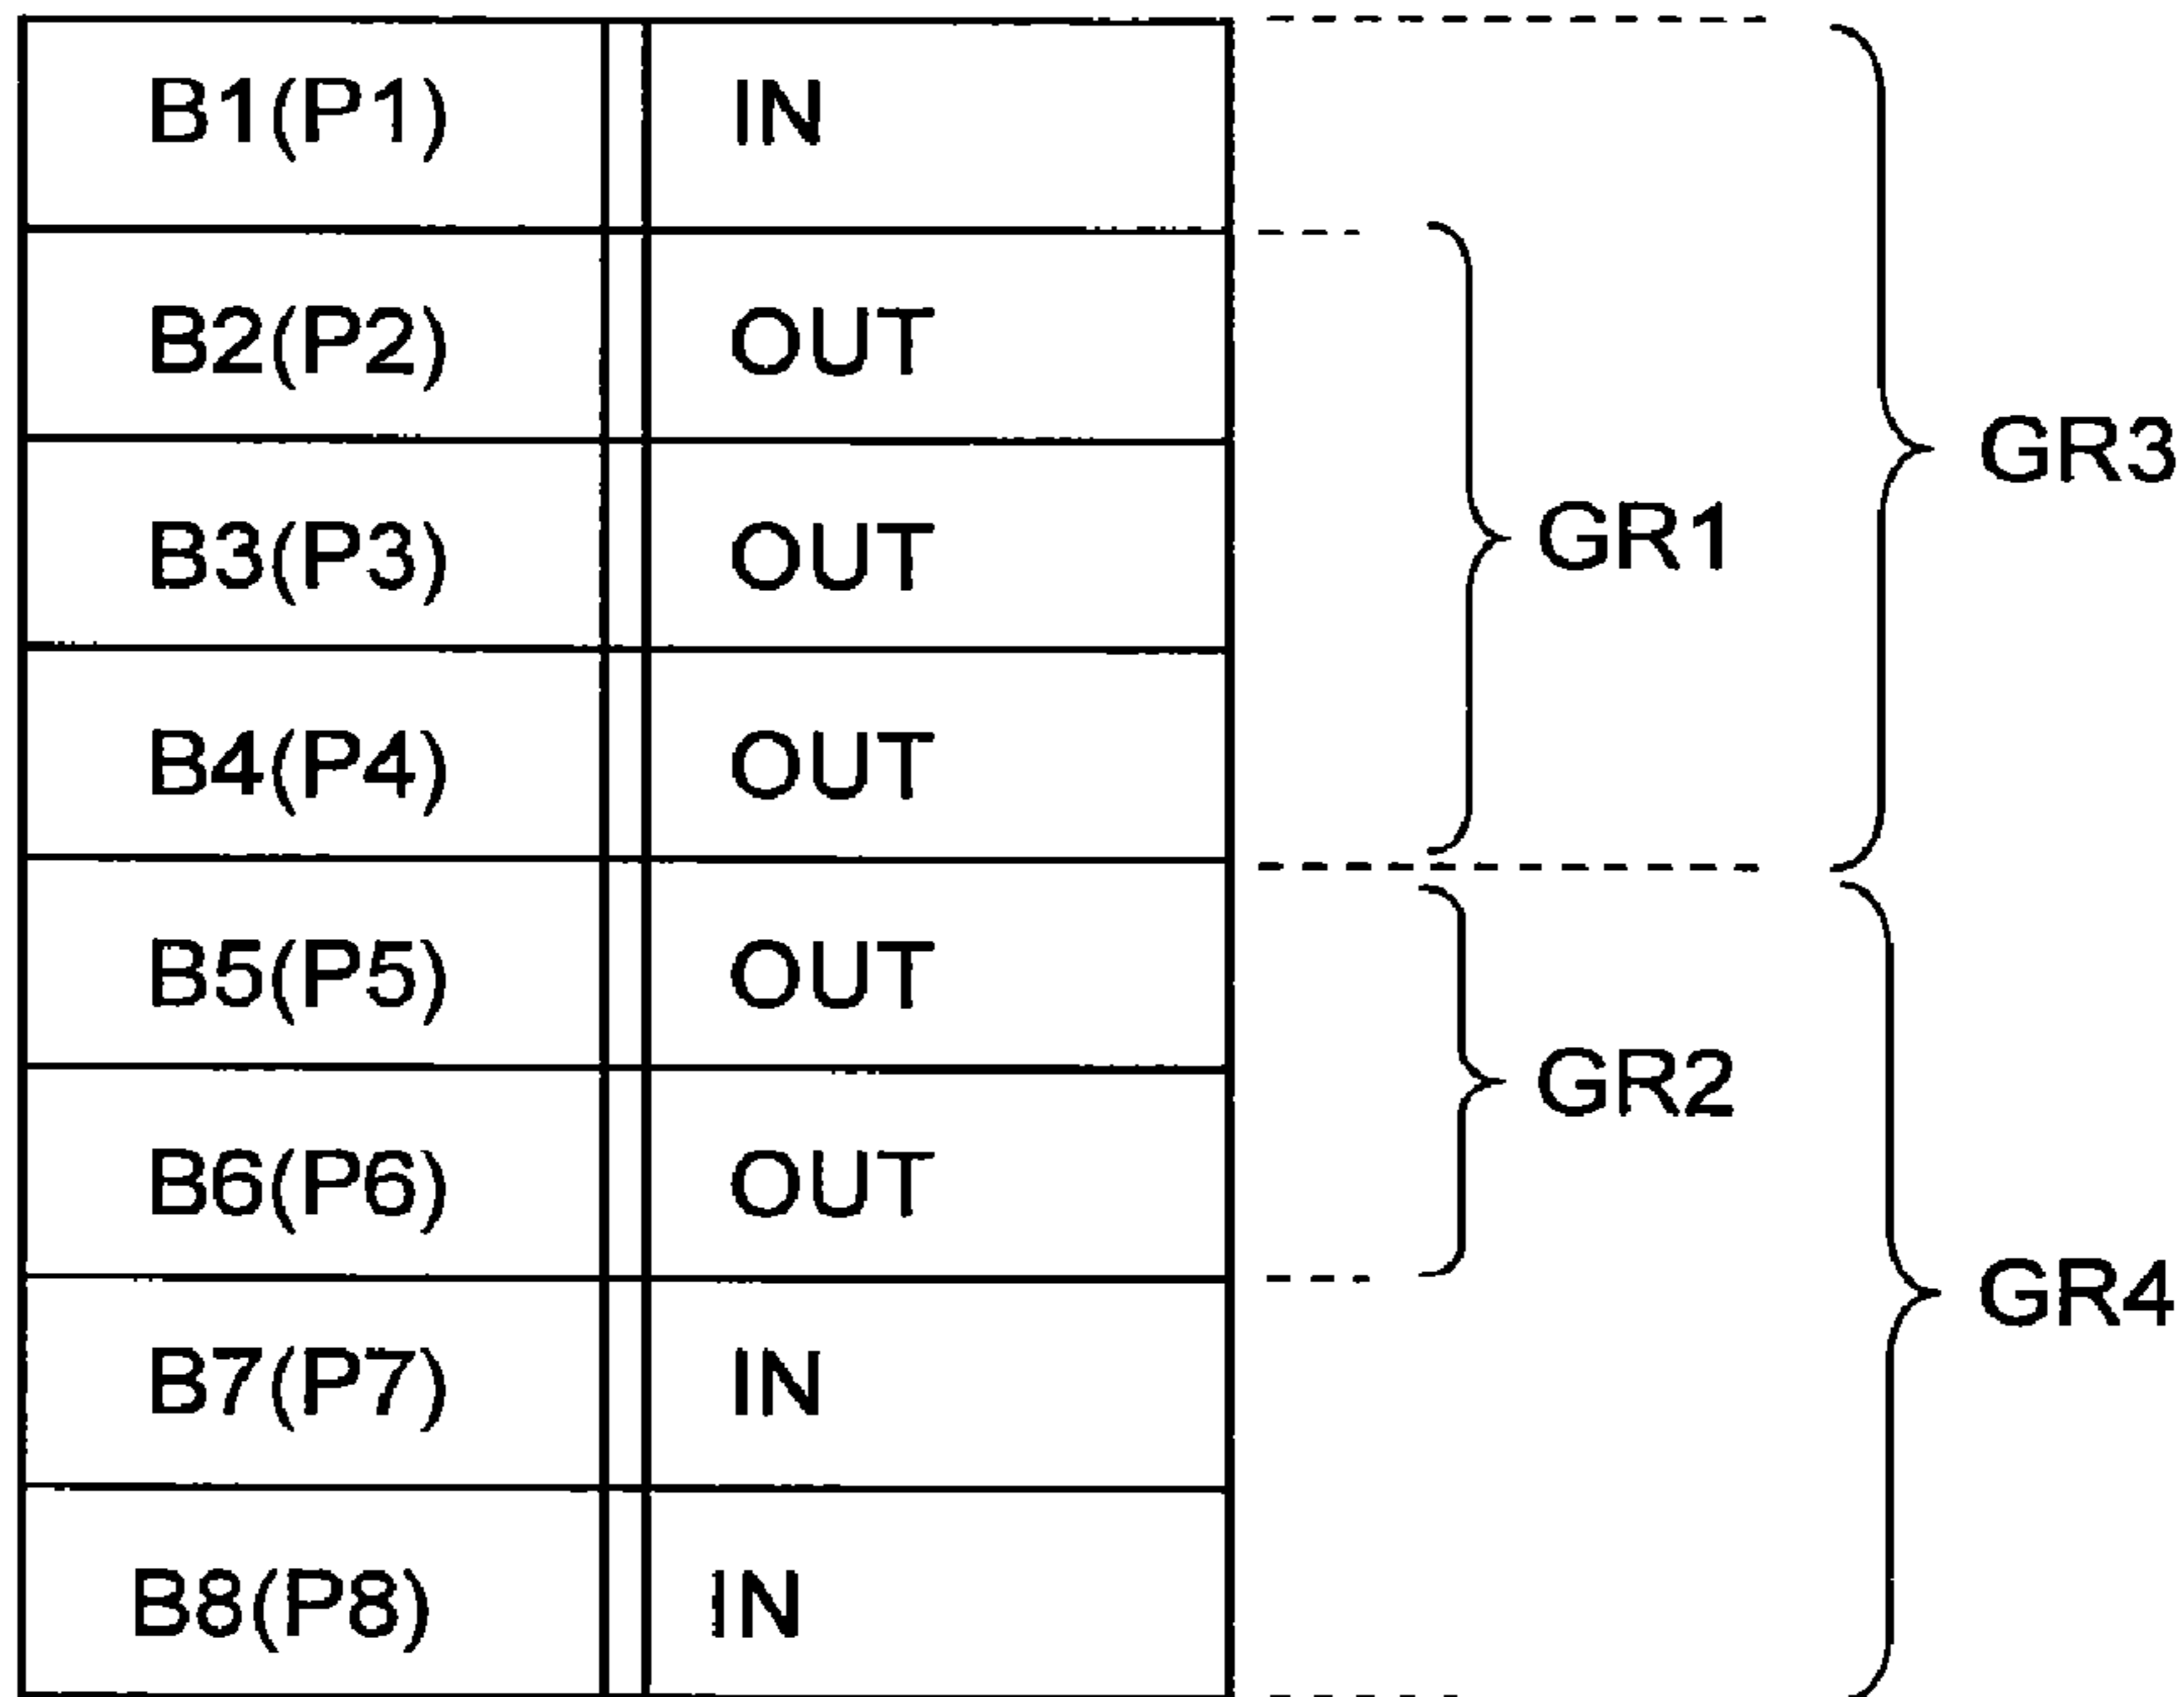 B1(P1) IN
B2(P2) OUT
GR3
B3(P3) OUT
GR1
B4(P4) OUT
B5(P5) OUT
GR2
B6(P6) OUT
GR4
B7(P7) IN
B8(P8) IN